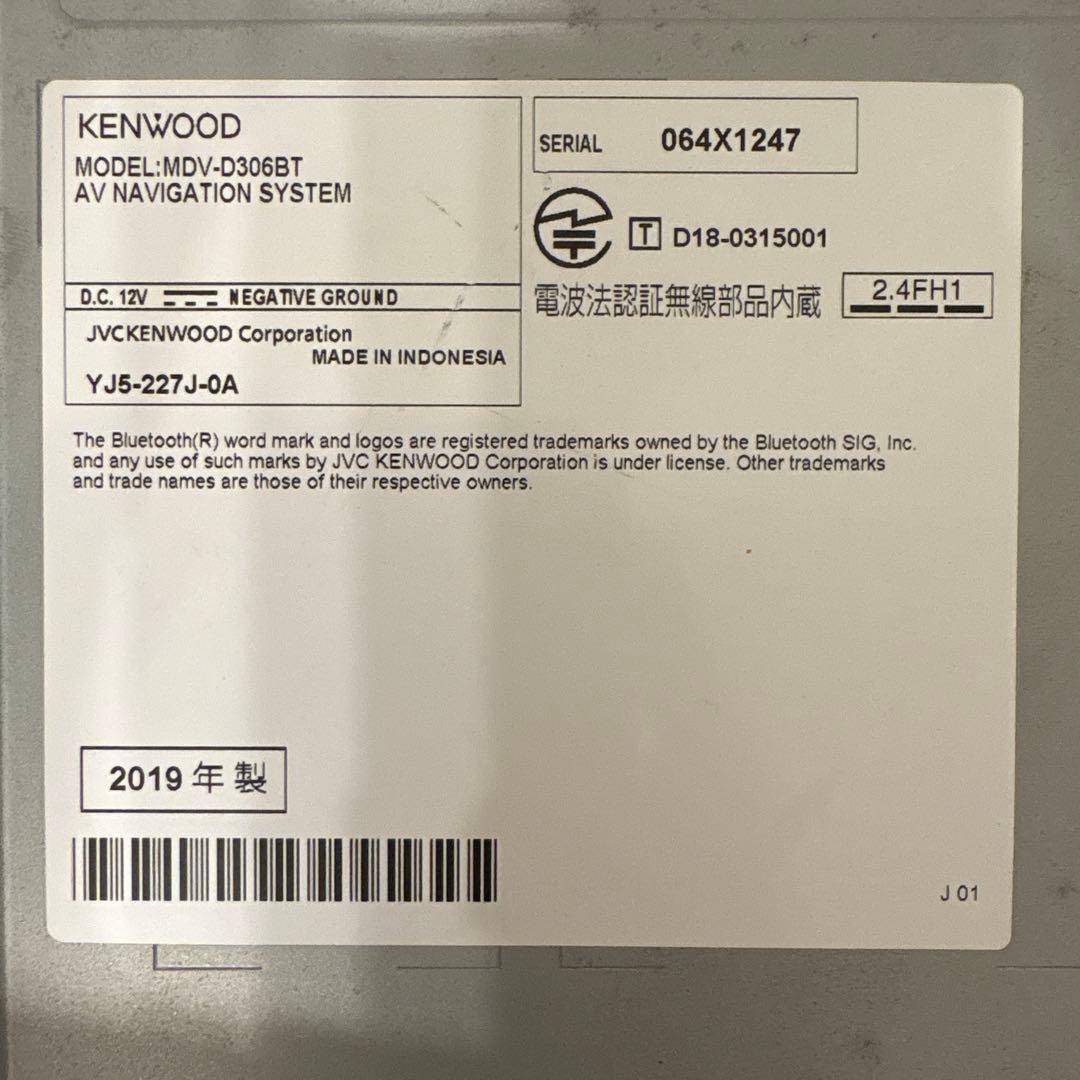 KENWOOD
MODEL:MDV-D306BT
AV NAVIGATION SYSTEM
D.C. 12V NEGATIVE GROUND
JVCKENWOOD Corporation
MADE IN INDONESIA
YJ5-227J-0A
SERIAL 064X1247
T D18-0315001
電波法認証無線部品内蔵 2.4FH1
The Bluetooth(R) word mark and logos are registered trademarks owned by the Bluetooth SIG, Inc.
and any use of such marks by JVC KENWOOD Corporation is under license. Other trademarks
and trade names are those of their respective owners.
2019 年 製
J 01